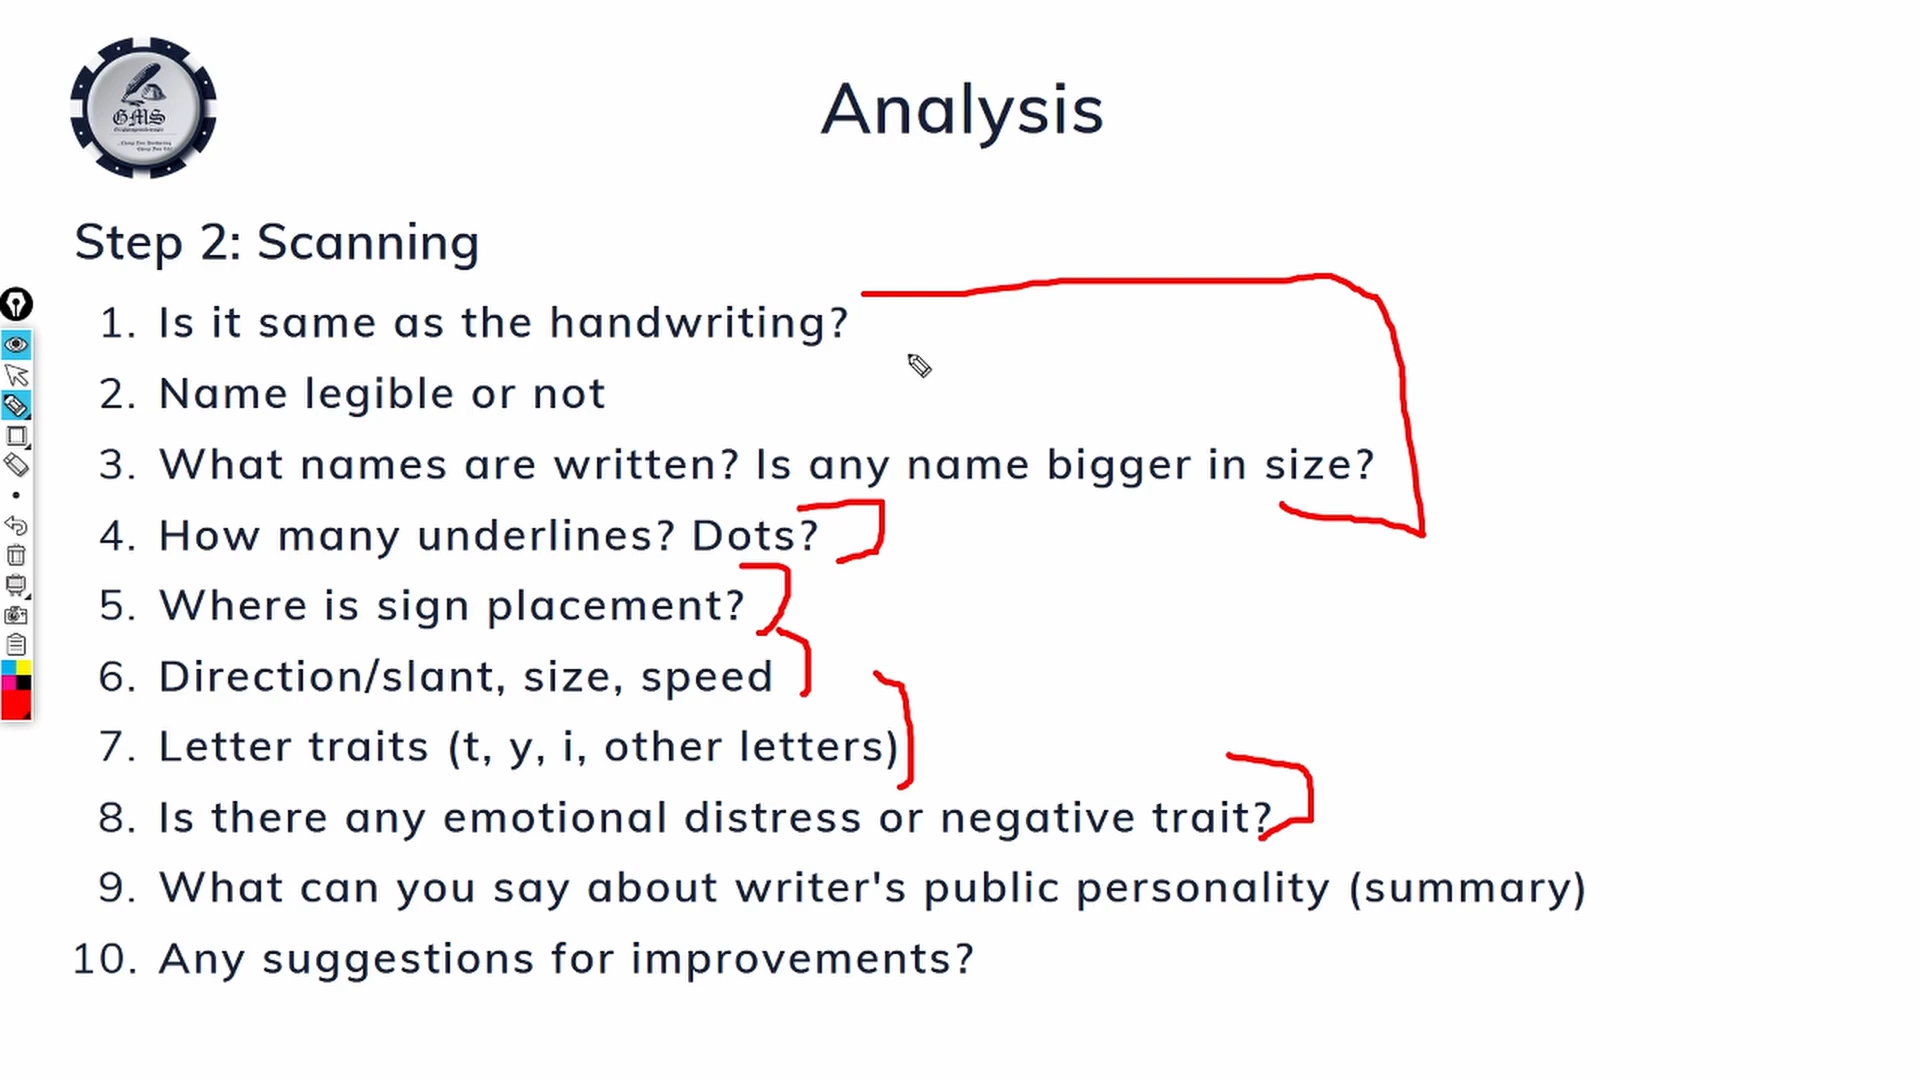 GMS
Analysis
Step 2: Scanning
1. Is it same as the handwriting?
2. Name legible or not
3. What names are written? Is any name bigger in size?
4. How many underlines? Dots?
5. Where is sign placement?
6. Direction/slant, size, speed
7. Letter traits (t, y, i, other letters)
8. Is there any emotional distress or negative trait?
9. What can you say about writer's public personality (summary)
10. Any suggestions for improvements?